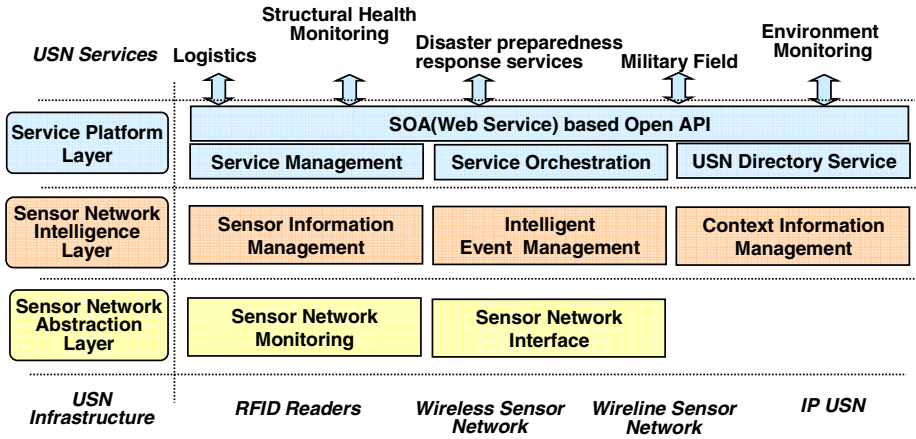 USN Services
Logistics
Structural Health
Monitoring
Disaster preparedness
response services
Military Field
Environment
Monitoring
Service Platform
Layer
SOA(Web Service) based Open API
Service Management
Service Orchestration
USN Directory Service
Sensor Network
Intelligence
Layer
Sensor Information
Management
Intelligent
Event Management
Context Information
Management
Sensor Network
Abstraction
Layer
Sensor Network
Monitoring
Sensor Network
Interface
USN
Infrastructure
RFID Readers
Wireless Sensor
Network
Wireline Sensor
Network
IP USN